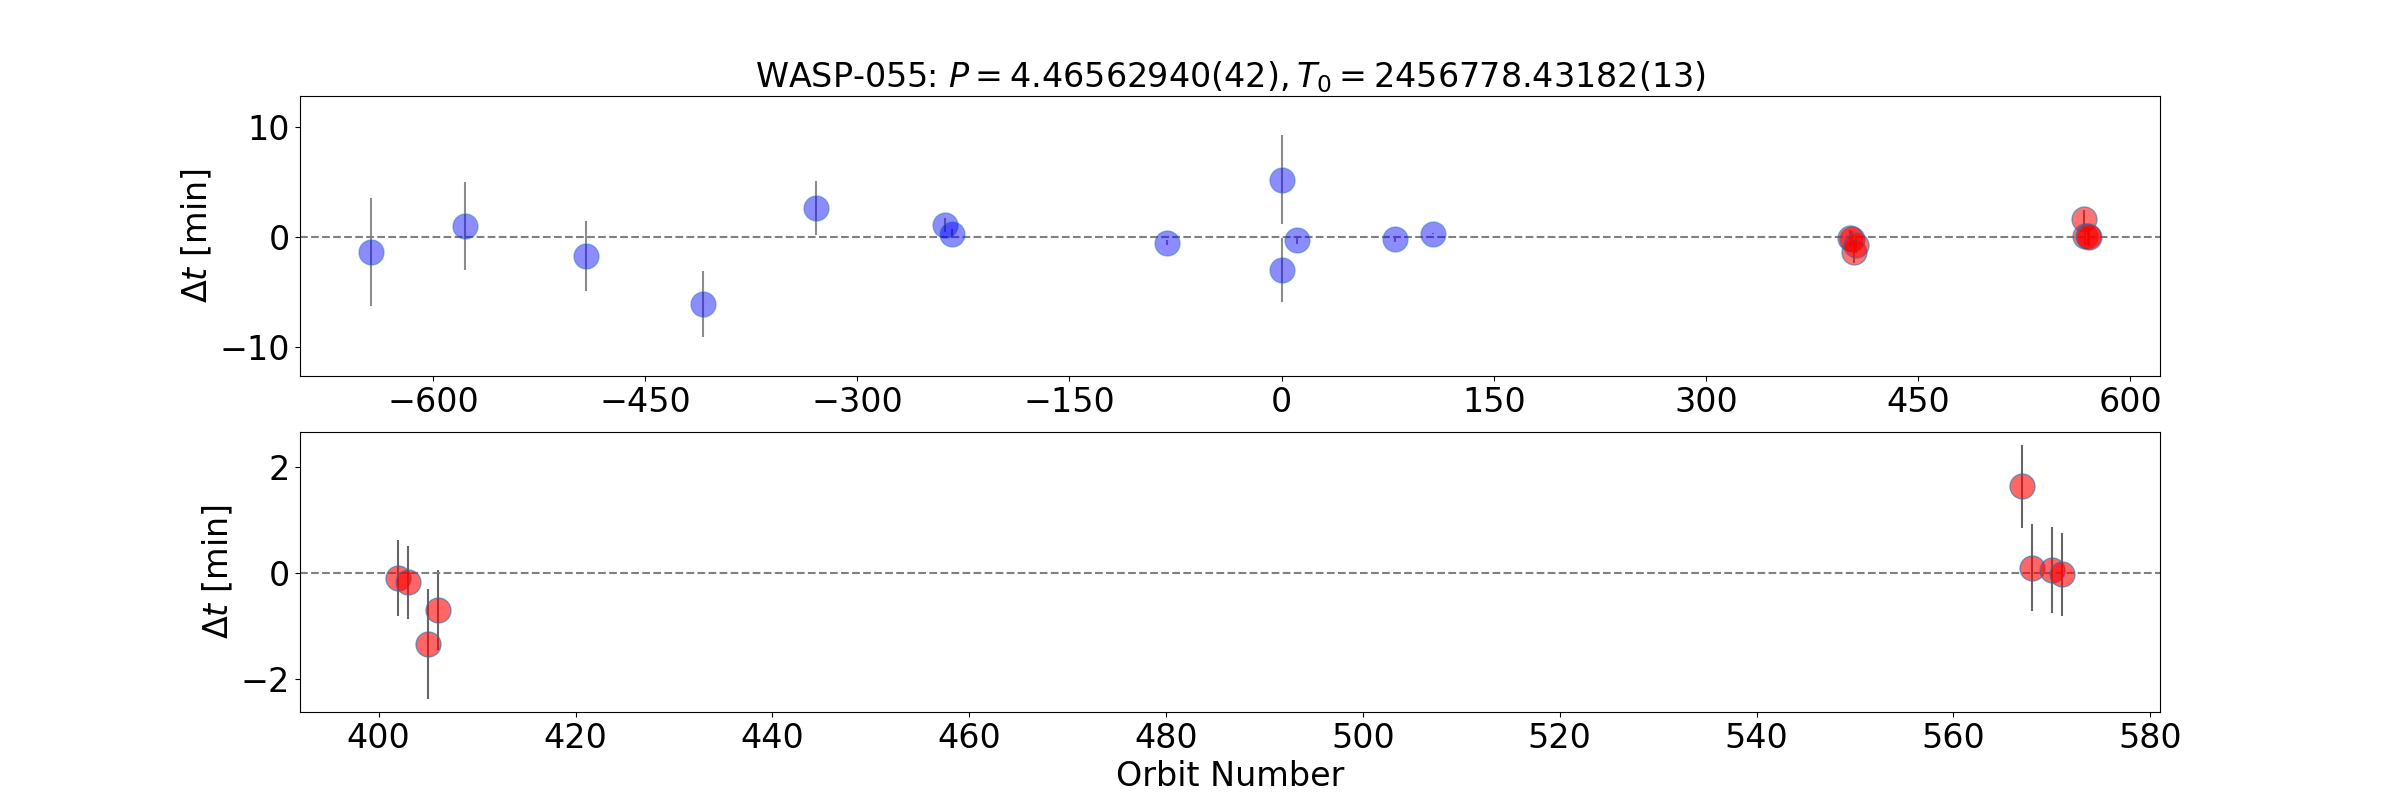 WASP-055: P = 4.46562940(42), T₀ = 2456778.43182(13)
Δt [min]
10
0
−10
−600 −450 −300 −150 0 150 300 450 600
Δt [min]
2
0
−2
400 420 440 460 480 500 520 540 560 580
Orbit Number